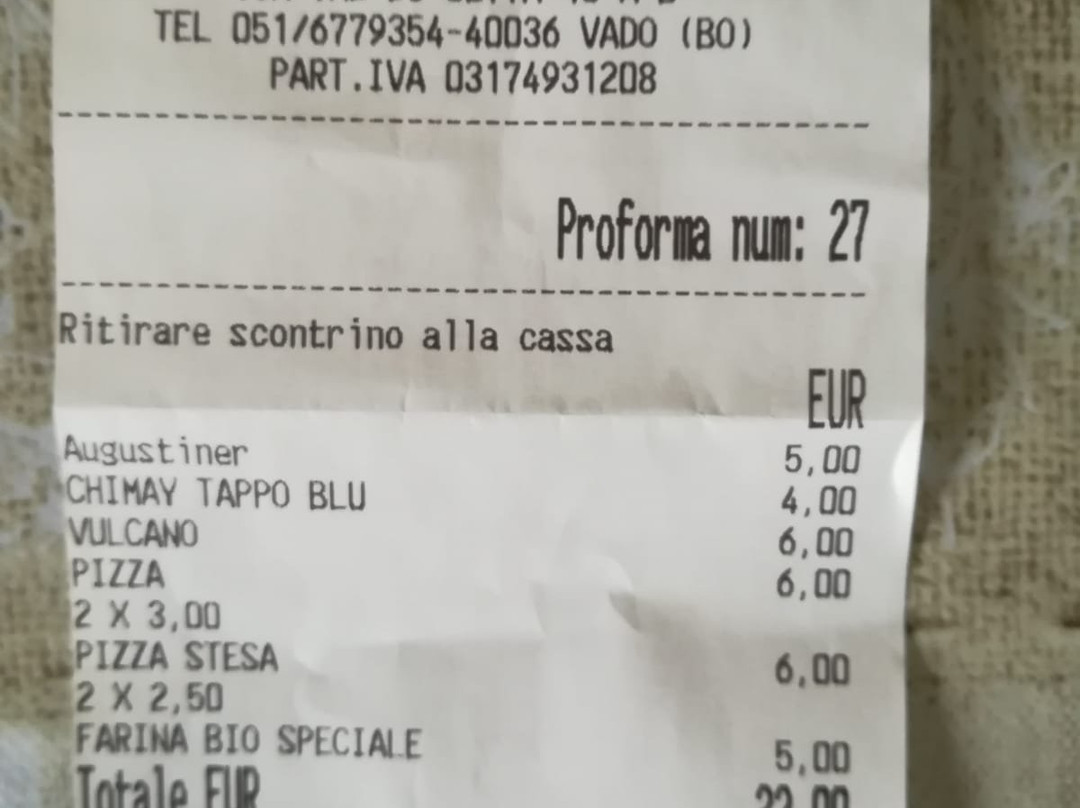 TEL 051/6779354-40036 VADO (BO)
PART.IVA 03174931208
Proforma num: 27
Ritirare scontrino alla cassa
EUR
Augustiner 5,00
CHIMAY TAPPO BLU 4,00
VULCANO 6,00
PIZZA 6,00
2 X 3,00
PIZZA STESA 6,00
2 X 2,50
FARINA BIO SPECIALE 5,00
Totale EUR